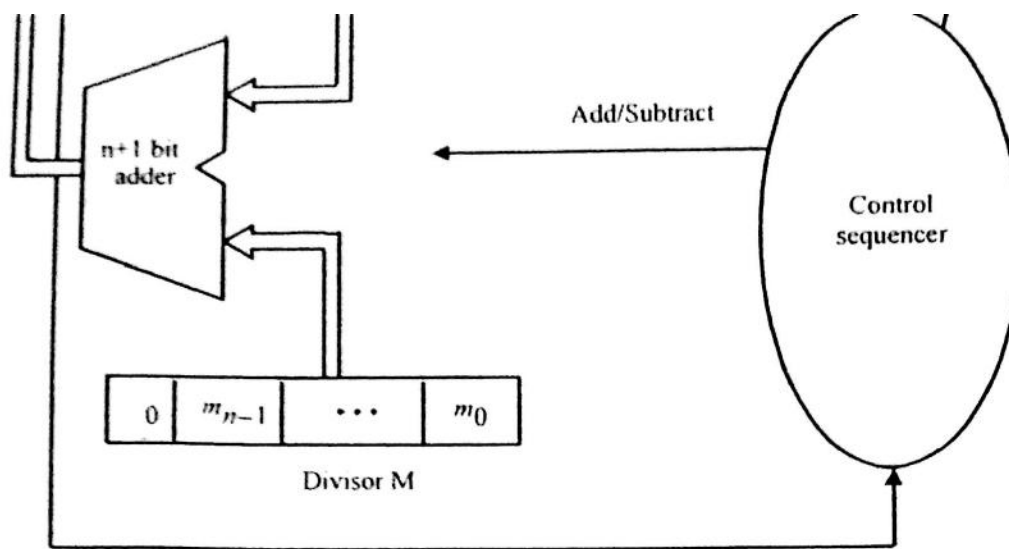 Add/Subtract
n+1 bit
adder
Control
sequencer
0 m_{n-1} ··· m_0
Divisor M